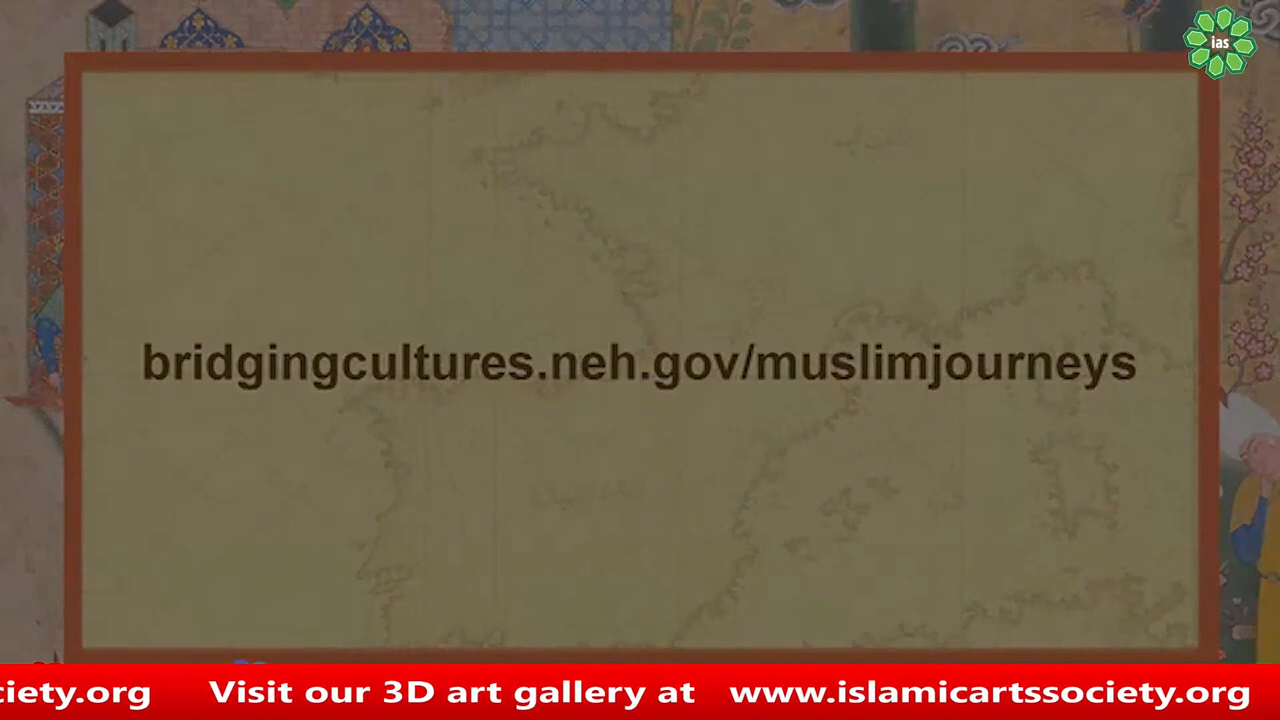 ias
bridgingcultures.neh.gov/muslimjourneys
ciety.org Visit our 3D art gallery at www.islamicartssociety.org